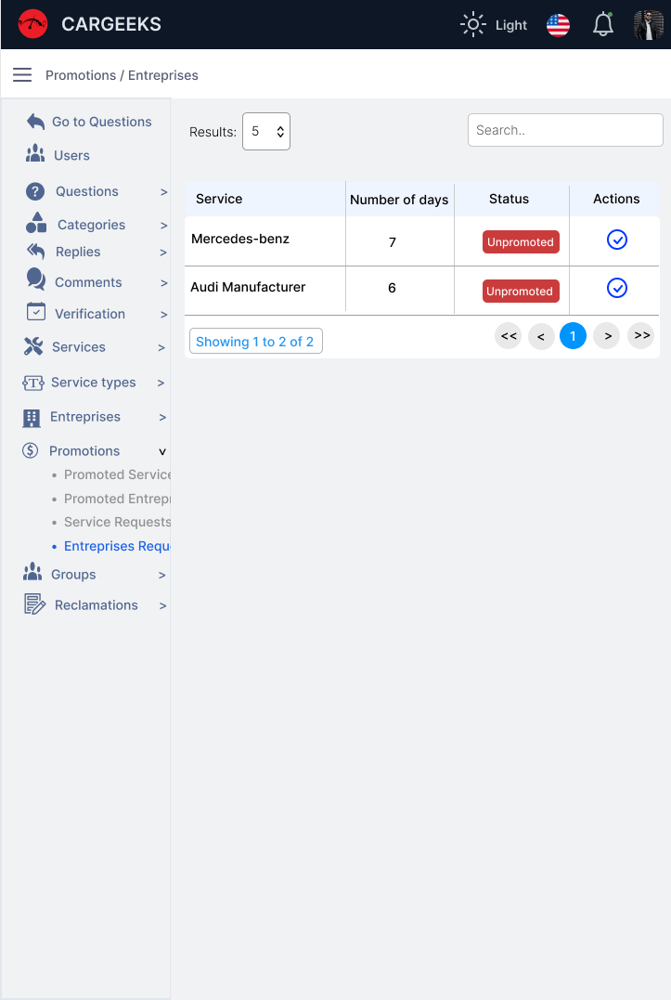 CARGEEKS
Light
Promotions / Entreprises
Go to Questions
Users
Questions >
Categories >
Replies >
Comments >
Verification >
Services >
Service types >
Entreprises >
Promotions v
• Promoted Service
• Promoted Entrepr
• Service Requests
• Entreprises Requ
Groups >
Reclamations >
Results: 5
Search..
Service Number of days Status Actions
Mercedes-benz 7 Unpromoted
Audi Manufacturer 6 Unpromoted
Showing 1 to 2 of 2
<< < 1 > >>